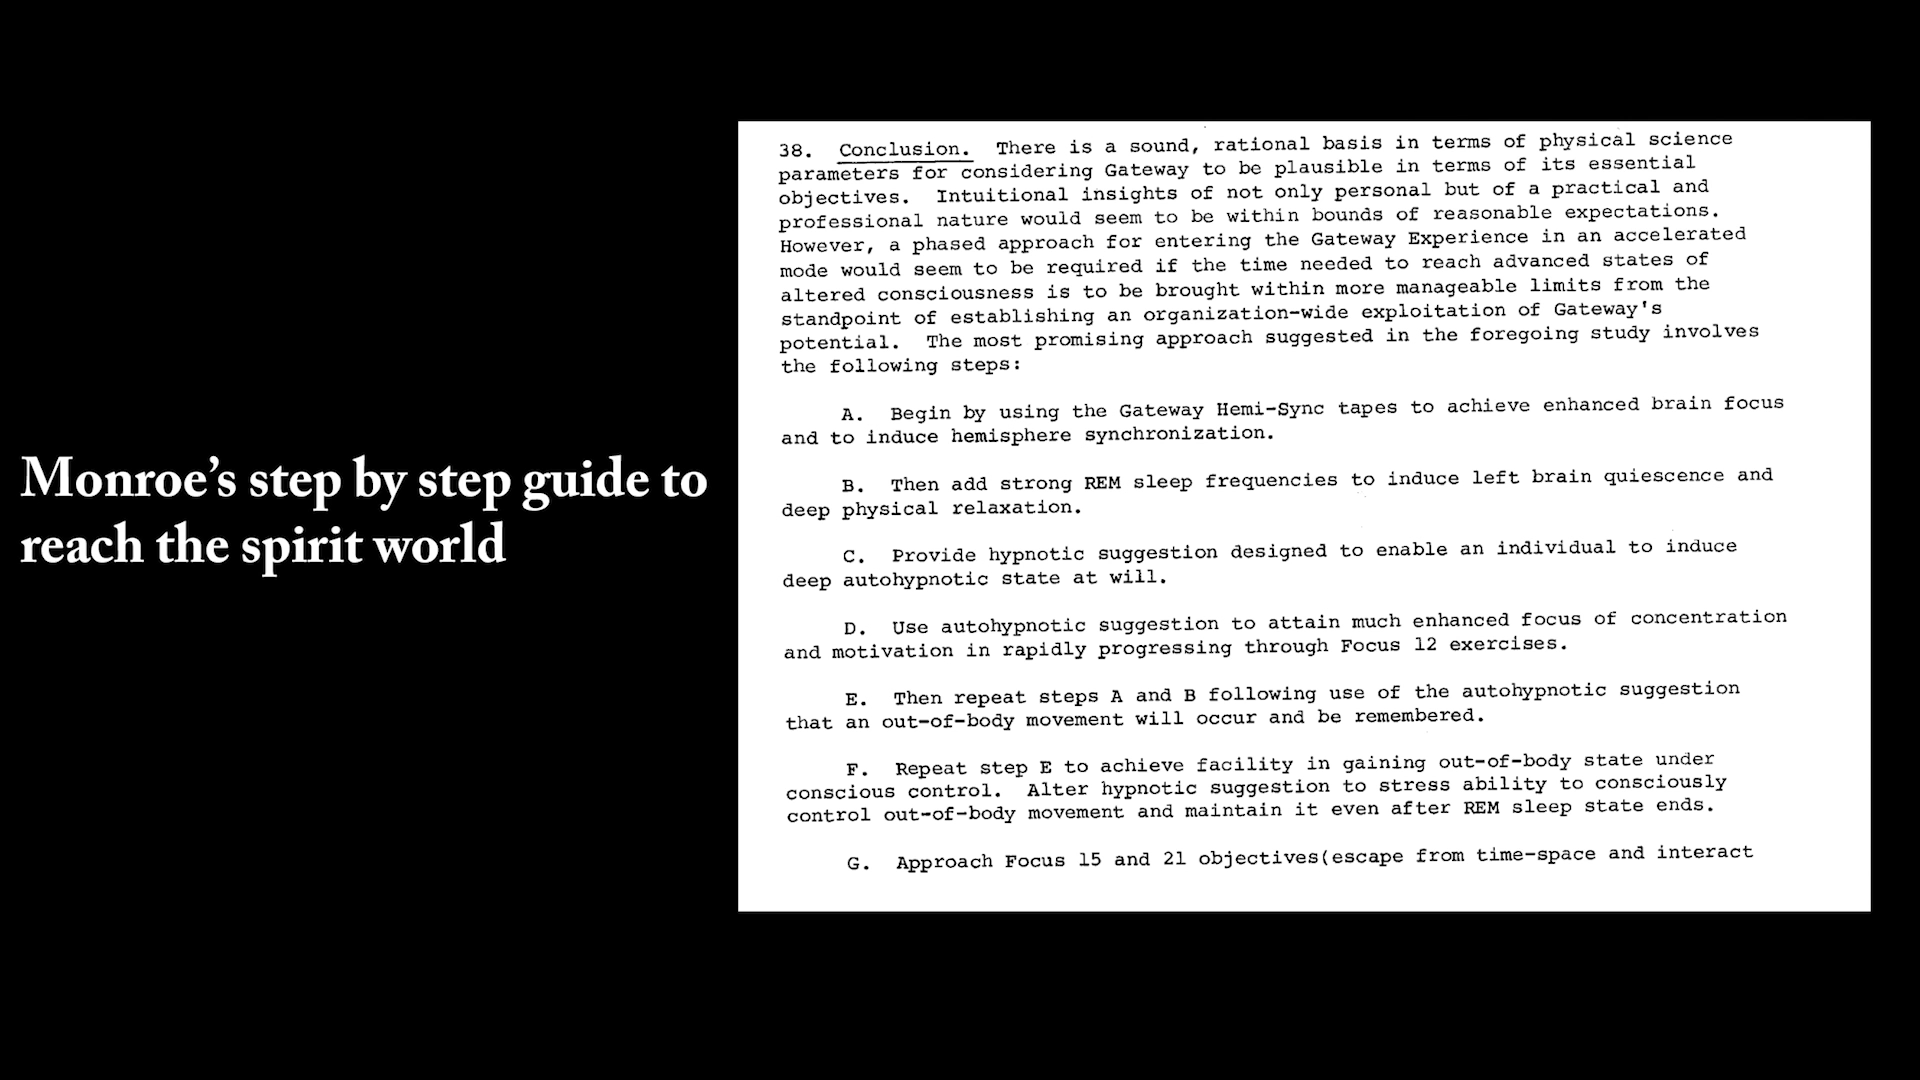 Monroe’s step by step guide to
reach the spirit world
38. Conclusion. There is a sound, rational basis in terms of physical science
parameters for considering Gateway to be plausible in terms of its essential
objectives. Intuitional insights of not only personal but of a practical and
professional nature would seem to be within bounds of reasonable expectations.
However, a phased approach for entering the Gateway Experience in an accelerated
mode would seem to be required if the time needed to reach advanced states of
altered consciousness is to be brought within more manageable limits from the
standpoint of establishing an organization-wide exploitation of Gateway's
potential. The most promising approach suggested in the foregoing study involves
the following steps:
A. Begin by using the Gateway Hemi-Sync tapes to achieve enhanced brain focus
and to induce hemisphere synchronization.
B. Then add strong REM sleep frequencies to induce left brain quiescence and
deep physical relaxation.
C. Provide hypnotic suggestion designed to enable an individual to induce
deep autohypnotic state at will.
D. Use autohypnotic suggestion to attain much enhanced focus of concentration
and motivation in rapidly progressing through Focus 12 exercises.
E. Then repeat steps A and B following use of the autohypnotic suggestion
that an out-of-body movement will occur and be remembered.
F. Repeat step E to achieve facility in gaining out-of-body state under
conscious control. Alter hypnotic suggestion to stress ability to consciously
control out-of-body movement and maintain it even after REM sleep state ends.
G. Approach Focus 15 and 21 objectives(escape from time-space and interact